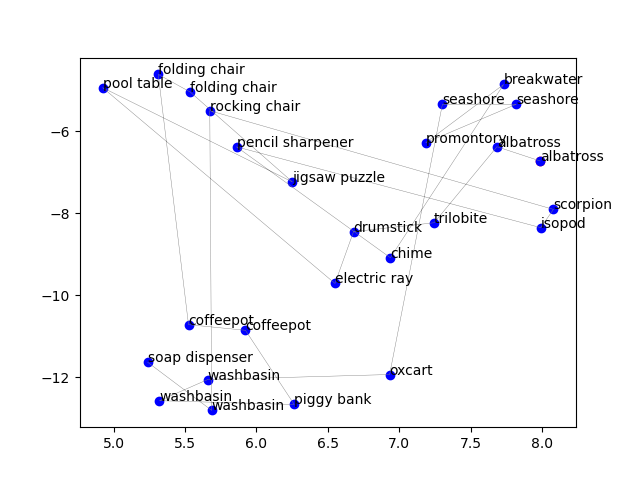 folding chair
pool table
breakwater
folding chair
seashore
seashore
rocking chair
−6
pencil sharpener
promontory
albatross
albatross
jigsaw puzzle
−8
scorpion
drumstick
trilobite
isopod
chime
−10
electric ray
coffeepot
coffeepot
soap dispenser
−12
washbasin
oxcart
washbasin
washbasin
piggy bank
5.0 5.5 6.0 6.5 7.0 7.5 8.0